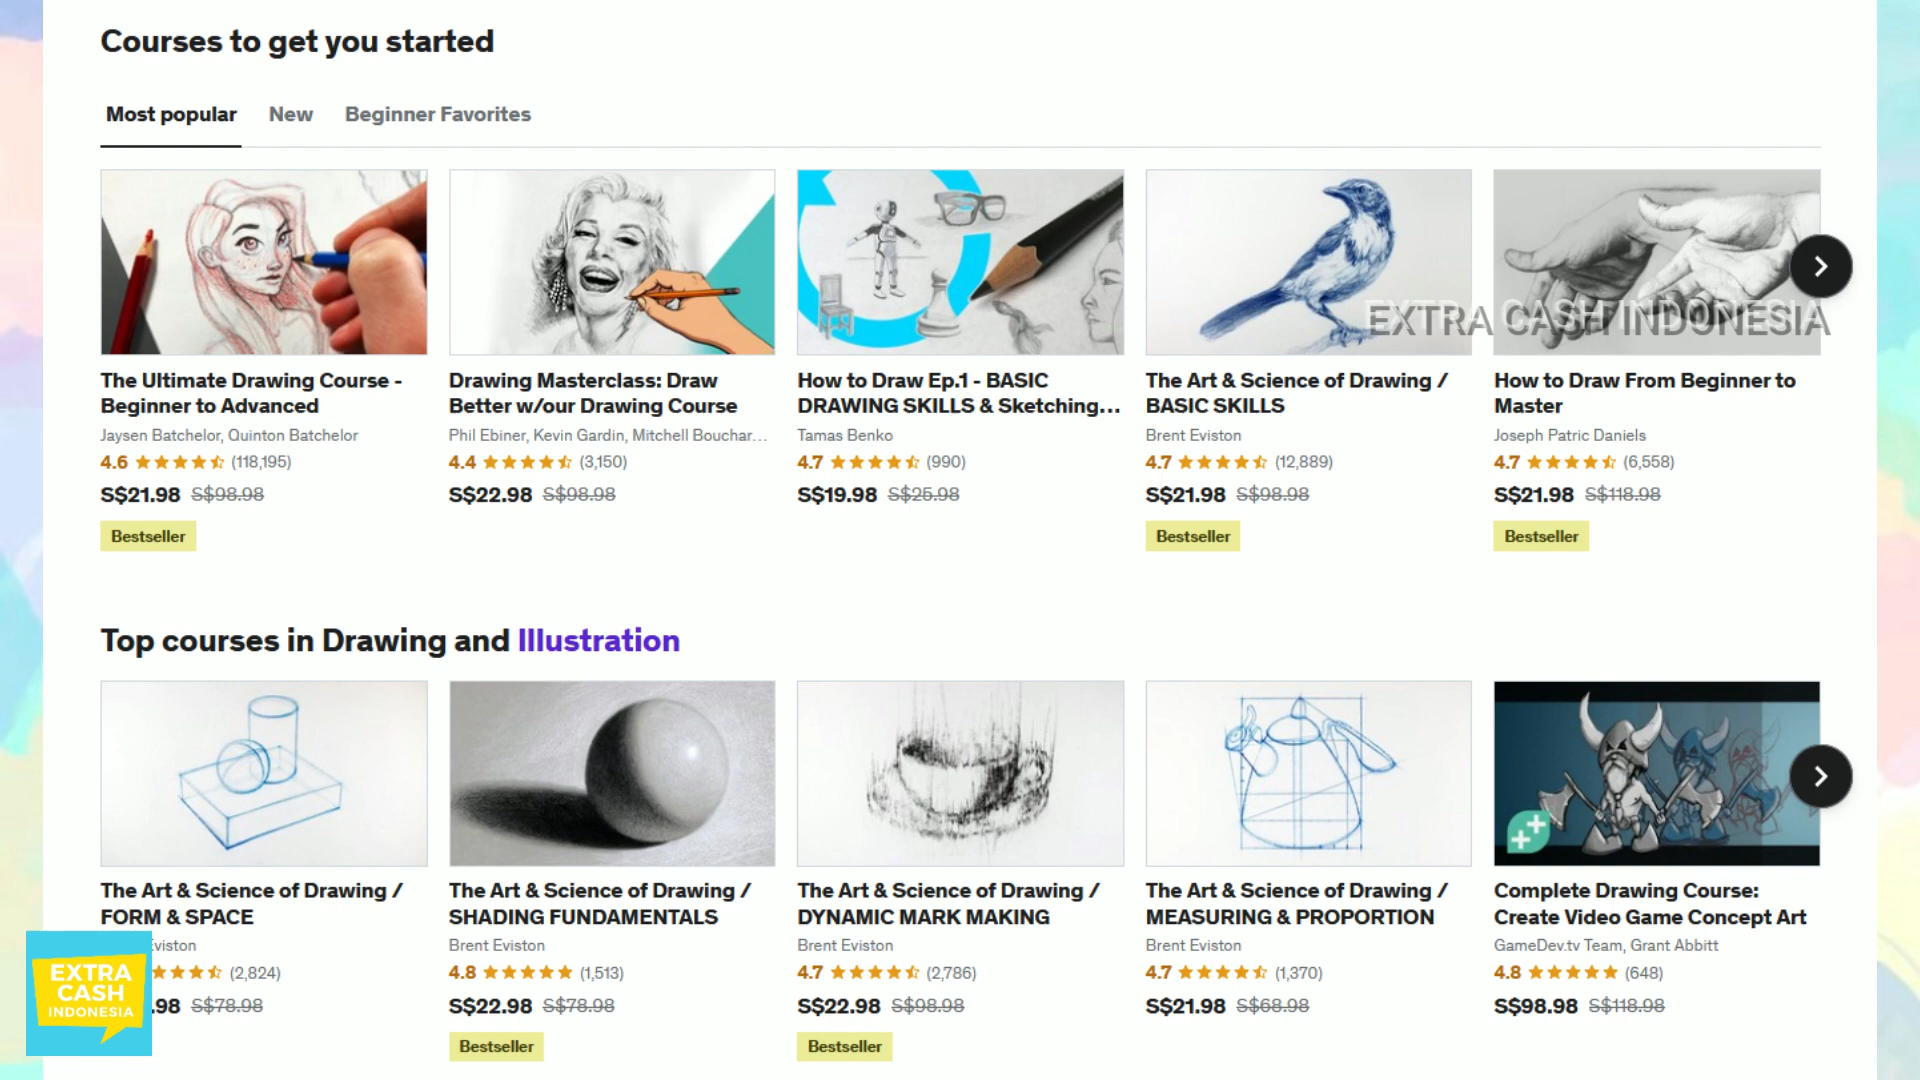 Courses to get you started
Most popular New Beginner Favorites
EXTRA CASH INDONESIA
The Ultimate Drawing Course -
Beginner to Advanced
Jaysen Batchelor, Quinton Batchelor
4.6 (118,195)
S$21.98 S$98.98
Bestseller
Drawing Masterclass: Draw
Better w/our Drawing Course
Phil Ebiner, Kevin Gardin, Mitchell Bouchar...
4.4 (3,150)
S$22.98 S$98.98
How to Draw Ep.1 - BASIC
DRAWING SKILLS & Sketching...
Tamas Benko
4.7 (990)
S$19.98 S$25.98
The Art & Science of Drawing /
BASIC SKILLS
Brent Eviston
4.7 (12,889)
S$21.98 S$98.98
Bestseller
How to Draw From Beginner to
Master
Joseph Patric Daniels
4.7 (6,558)
S$21.98 S$118.98
Bestseller
Top courses in Drawing and Illustration
The Art & Science of Drawing /
FORM & SPACE
Eviston
(2,824)
.98 S$78.98
The Art & Science of Drawing /
SHADING FUNDAMENTALS
Brent Eviston
4.8 (1,513)
S$22.98 S$78.98
Bestseller
The Art & Science of Drawing /
DYNAMIC MARK MAKING
Brent Eviston
4.7 (2,786)
S$22.98 S$98.98
Bestseller
The Art & Science of Drawing /
MEASURING & PROPORTION
Brent Eviston
4.7 (1,370)
S$21.98 S$68.98
Complete Drawing Course:
Create Video Game Concept Art
GameDev.tv Team, Grant Abbitt
4.8 (648)
S$98.98 S$118.98
EXTRA
CASH
INDONESIA